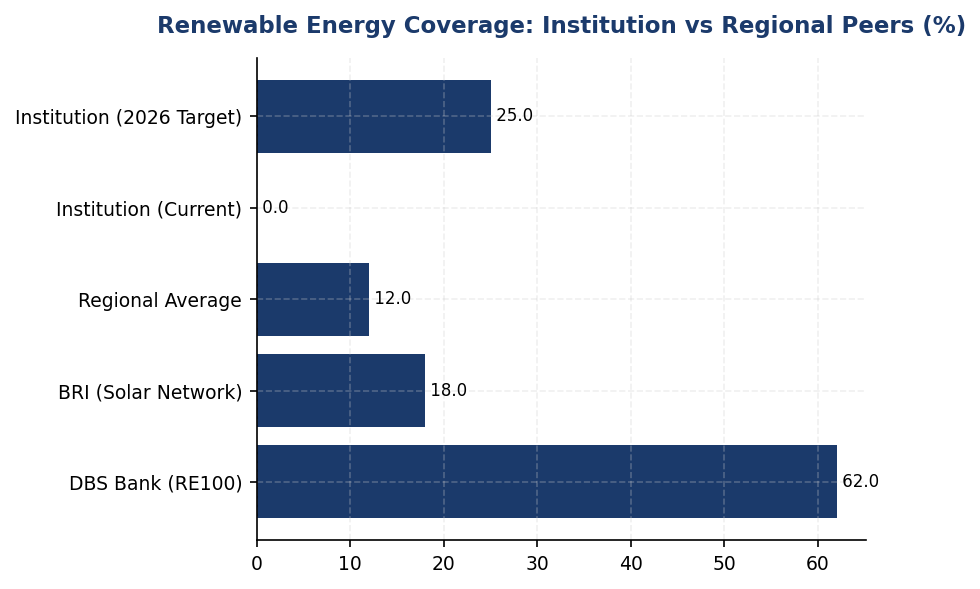 Renewable Energy Coverage: Institution vs Regional Peers (%)
Institution (2026 Target)
25.0
Institution (Current)
0.0
Regional Average
12.0
BRI (Solar Network)
18.0
DBS Bank (RE100)
62.0
0 10 20 30 40 50 60